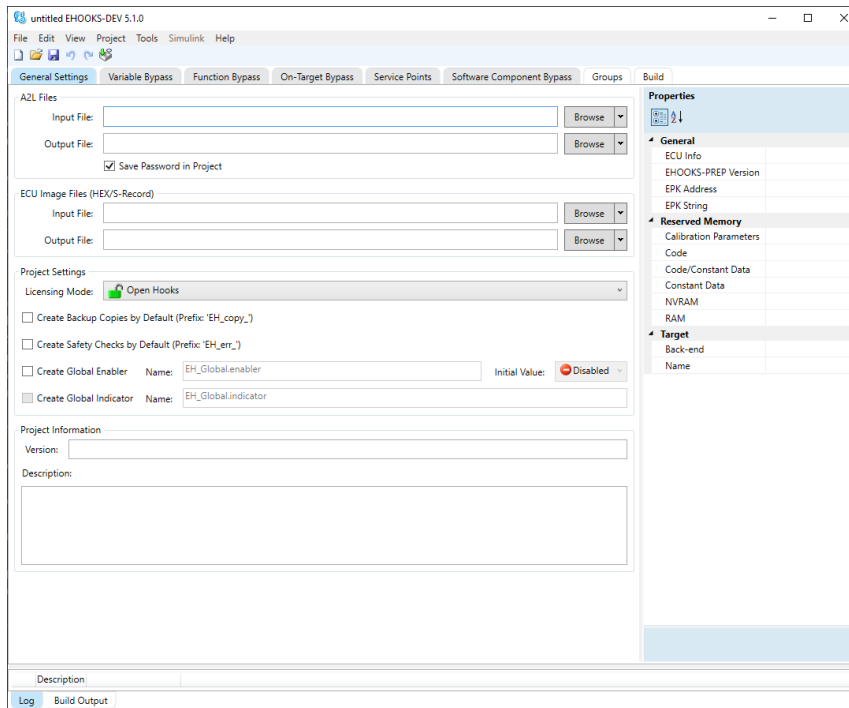 untitled EHOOKS-DEV 5.1.0
File Edit View Project Tools Simulink Help
General Settings Variable Bypass Function Bypass On-Target Bypass Service Points Software Component Bypass Groups Build
A2L Files
Input File: Browse
Output File: Browse
Save Password in Project
ECU Image Files (HEX/S-Record)
Input File: Browse
Output File: Browse
Project Settings
Licensing Mode: Open Hooks
Create Backup Copies by Default (Prefix: 'EH_copy_')
Create Safety Checks by Default (Prefix: 'EH_err_')
Create Global Enabler Name: EH_Global.enabler Initial Value: Disabled
Create Global Indicator Name: EH_Global.indicator
Project Information
Version:
Description:
Properties
General
ECU Info
EHOOKS-PREP Version
EPK Address
EPK String
Reserved Memory
Calibration Parameters
Code
Code/Constant Data
Constant Data
NVRAM
RAM
Target
Back-end
Name
Description
Log Build Output